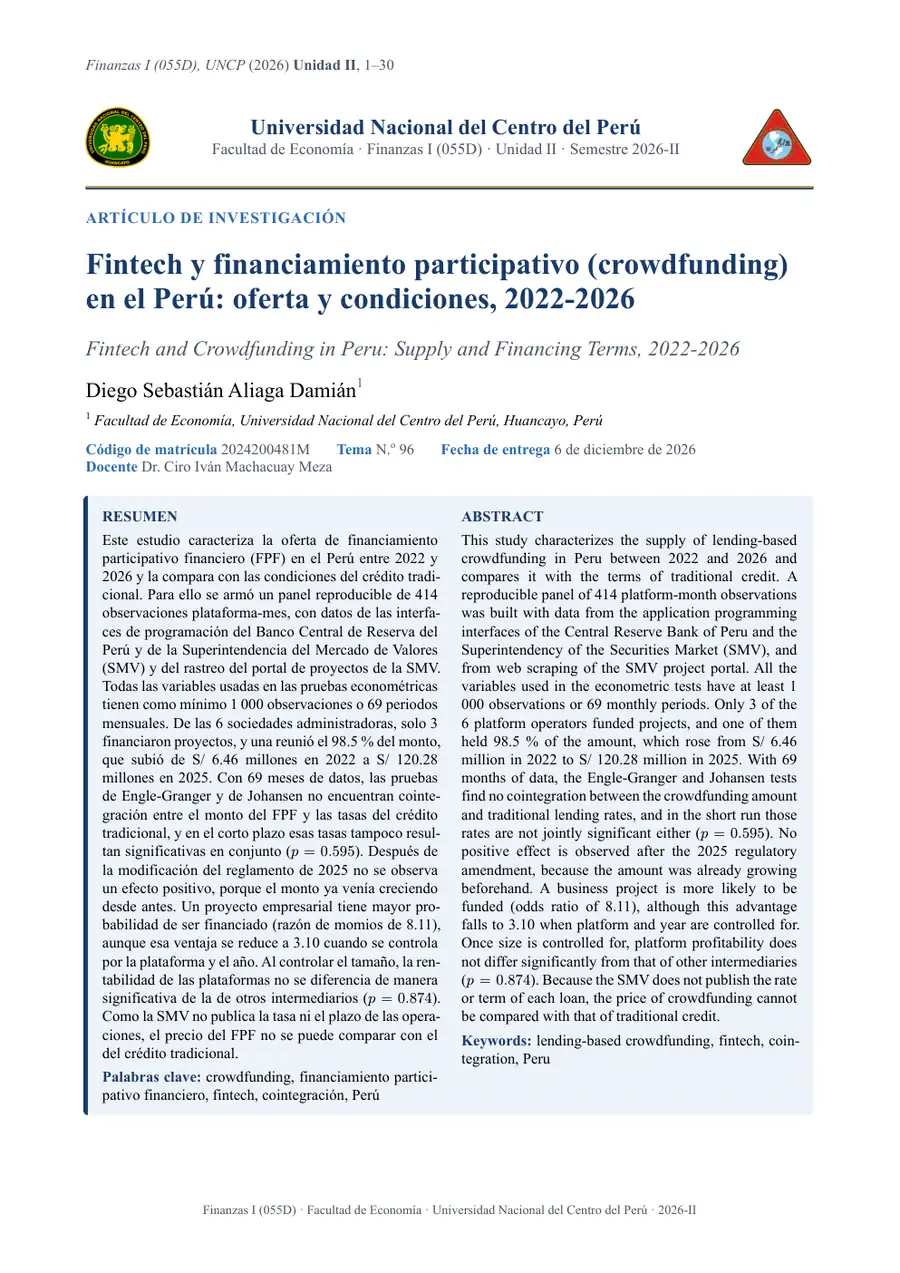 Finanzas I (055D), UNCP (2026) Unidad II, 1–30
Universidad Nacional del Centro del Perú
Facultad de Economía · Finanzas I (055D) · Unidad II · Semestre 2026-II
ARTÍCULO DE INVESTIGACIÓN
Fintech y financiamiento participativo (crowdfunding)
en el Perú: oferta y condiciones, 2022-2026
Fintech and Crowdfunding in Peru: Supply and Financing Terms, 2022-2026
Diego Sebastián Aliaga Damián1
1 Facultad de Economía, Universidad Nacional del Centro del Perú, Huancayo, Perú
Código de matrícula 2024200481M Tema N.º 96 Fecha de entrega 6 de diciembre de 2026
Docente Dr. Ciro Iván Machacuay Meza
RESUMEN
Este estudio caracteriza la oferta de financiamiento
participativo financiero (FPF) en el Perú entre 2022 y
2026 y la compara con las condiciones del crédito tradi-
cional. Para ello se armó un panel reproducible de 414
observaciones plataforma-mes, con datos de las interfa-
ces de programación del Banco Central de Reserva del
Perú y de la Superintendencia del Mercado de Valores
(SMV) y del rastreo del portal de proyectos de la SMV.
Todas las variables usadas en las pruebas econométricas
tienen como mínimo 1 000 observaciones o 69 periodos
mensuales. De las 6 sociedades administradoras, solo 3
financiaron proyectos, y una reunió el 98.5 % del monto,
que subió de S/ 6.46 millones en 2022 a S/ 120.28
millones en 2025. Con 69 meses de datos, las pruebas
de Engle-Granger y de Johansen no encuentran cointe-
gración entre el monto del FPF y las tasas del crédito
tradicional, y en el corto plazo esas tasas tampoco resul-
tan significativas en conjunto (p = 0.595). Después de
la modificación del reglamento de 2025 no se observa
un efecto positivo, porque el monto ya venía creciendo
desde antes. Un proyecto empresarial tiene mayor pro-
babilidad de ser financiado (razón de momios de 8.11),
aunque esa ventaja se reduce a 3.10 cuando se controla
por la plataforma y el año. Al controlar el tamaño, la ren-
tabilidad de las plataformas no se diferencia de manera
significativa de la de otros intermediarios (p = 0.874).
Como la SMV no publica la tasa ni el plazo de las opera-
ciones, el precio del FPF no se puede comparar con el
del crédito tradicional.
Palabras clave: crowdfunding, financiamiento partici-
pativo financiero, fintech, cointegración, Perú
ABSTRACT
This study characterizes the supply of lending-based
crowdfunding in Peru between 2022 and 2026 and
compares it with the terms of traditional credit. A
reproducible panel of 414 platform-month observations
was built with data from the application programming
interfaces of the Central Reserve Bank of Peru and the
Superintendency of the Securities Market (SMV), and
from web scraping of the SMV project portal. All the
variables used in the econometric tests have at least 1
000 observations or 69 monthly periods. Only 3 of the
6 platform operators funded projects, and one of them
held 98.5 % of the amount, which rose from S/ 6.46
million in 2022 to S/ 120.28 million in 2025. With 69
months of data, the Engle-Granger and Johansen tests
find no cointegration between the crowdfunding amount
and traditional lending rates, and in the short run those
rates are not jointly significant either (p = 0.595). No
positive effect is observed after the 2025 regulatory
amendment, because the amount was already growing
beforehand. A business project is more likely to be
funded (odds ratio of 8.11), although this advantage
falls to 3.10 when platform and year are controlled for.
Once size is controlled for, platform profitability does
not differ significantly from that of other intermediaries
(p = 0.874). Because the SMV does not publish the rate
or term of each loan, the price of crowdfunding cannot
be compared with that of traditional credit.
Keywords: lending-based crowdfunding, fintech, coin-
tegration, Peru
Finanzas I (055D) · Facultad de Economía · Universidad Nacional del Centro del Perú · 2026-II